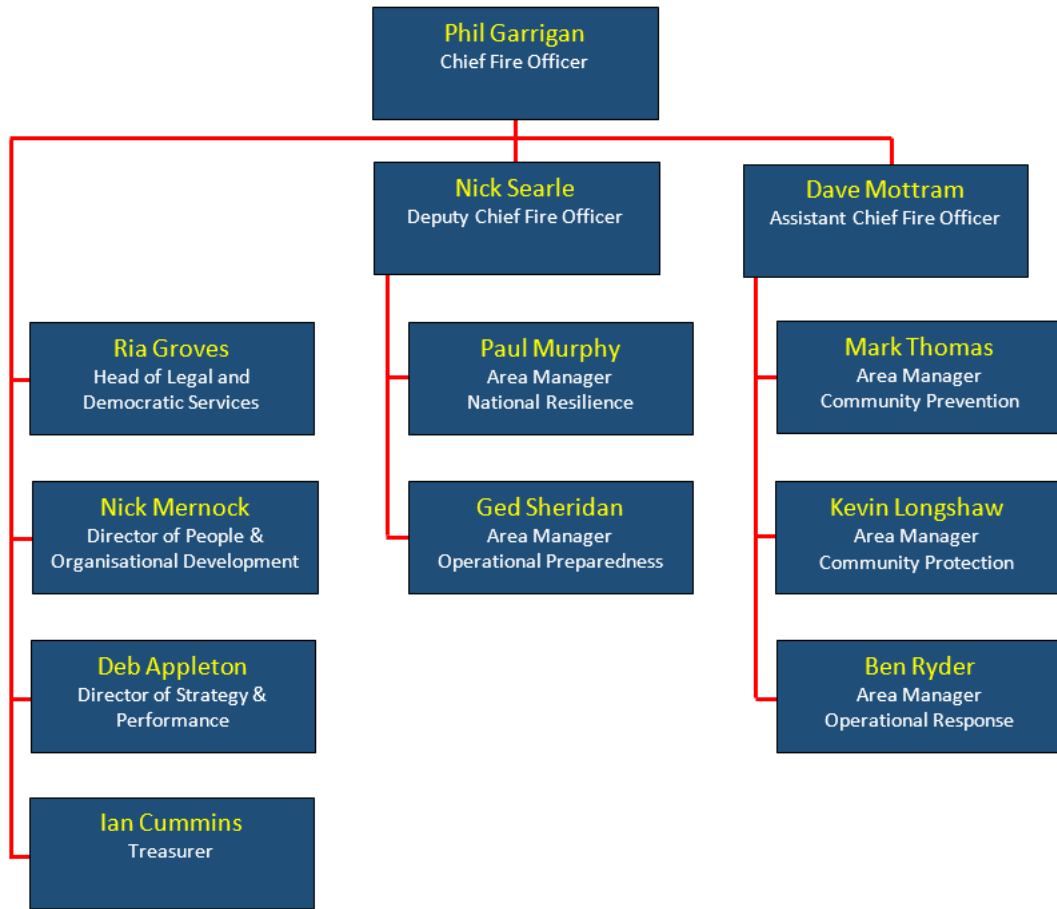 Phil Garrigan
Chief Fire Officer
Nick Searle
Deputy Chief Fire Officer
Dave Mottram
Assistant Chief Fire Officer
Ria Groves
Head of Legal and
Democratic Services
Paul Murphy
Area Manager
National Resilience
Mark Thomas
Area Manager
Community Prevention
Nick Mernock
Director of People &
Organisational Development
Ged Sheridan
Area Manager
Operational Preparedness
Kevin Longshaw
Area Manager
Community Protection
Deb Appleton
Director of Strategy &
Performance
Ben Ryder
Area Manager
Operational Response
Ian Cummins
Treasurer